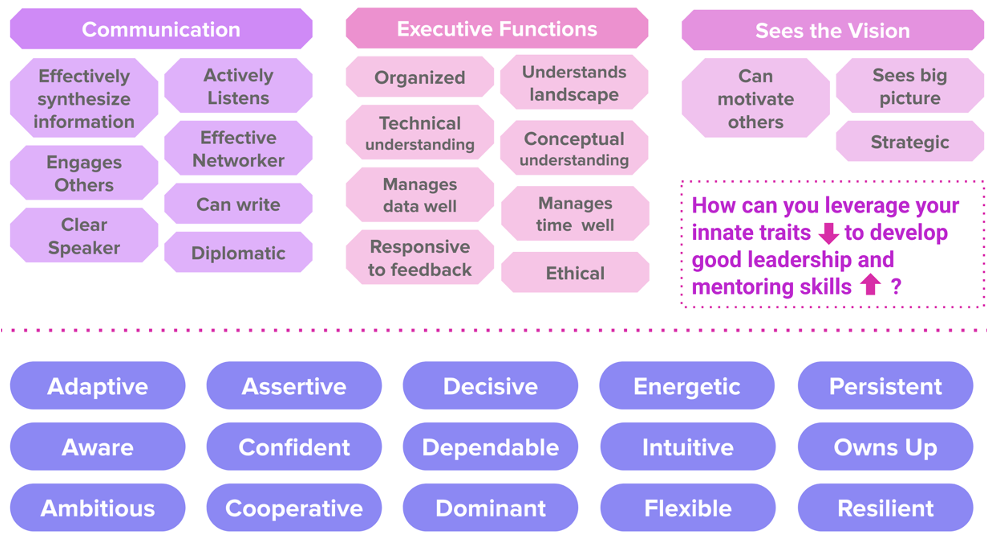 Communication
Effectively
synthesize
information
Engages
Others
Clear
Speaker
Actively
Listens
Effective
Networker
Can write
Diplomatic
Executive Functions
Organized
Technical
understanding
Manages
data well
Responsive
to feedback
Understands
landscape
Conceptual
understanding
Manages
time well
Ethical
Sees the Vision
Can
motivate
others
Sees big
picture
Strategic
How can you leverage your
innate traits to develop
good leadership and
mentoring skills ?
Adaptive
Assertive
Decisive
Energetic
Persistent
Aware
Confident
Dependable
Intuitive
Owns Up
Ambitious
Cooperative
Dominant
Flexible
Resilient